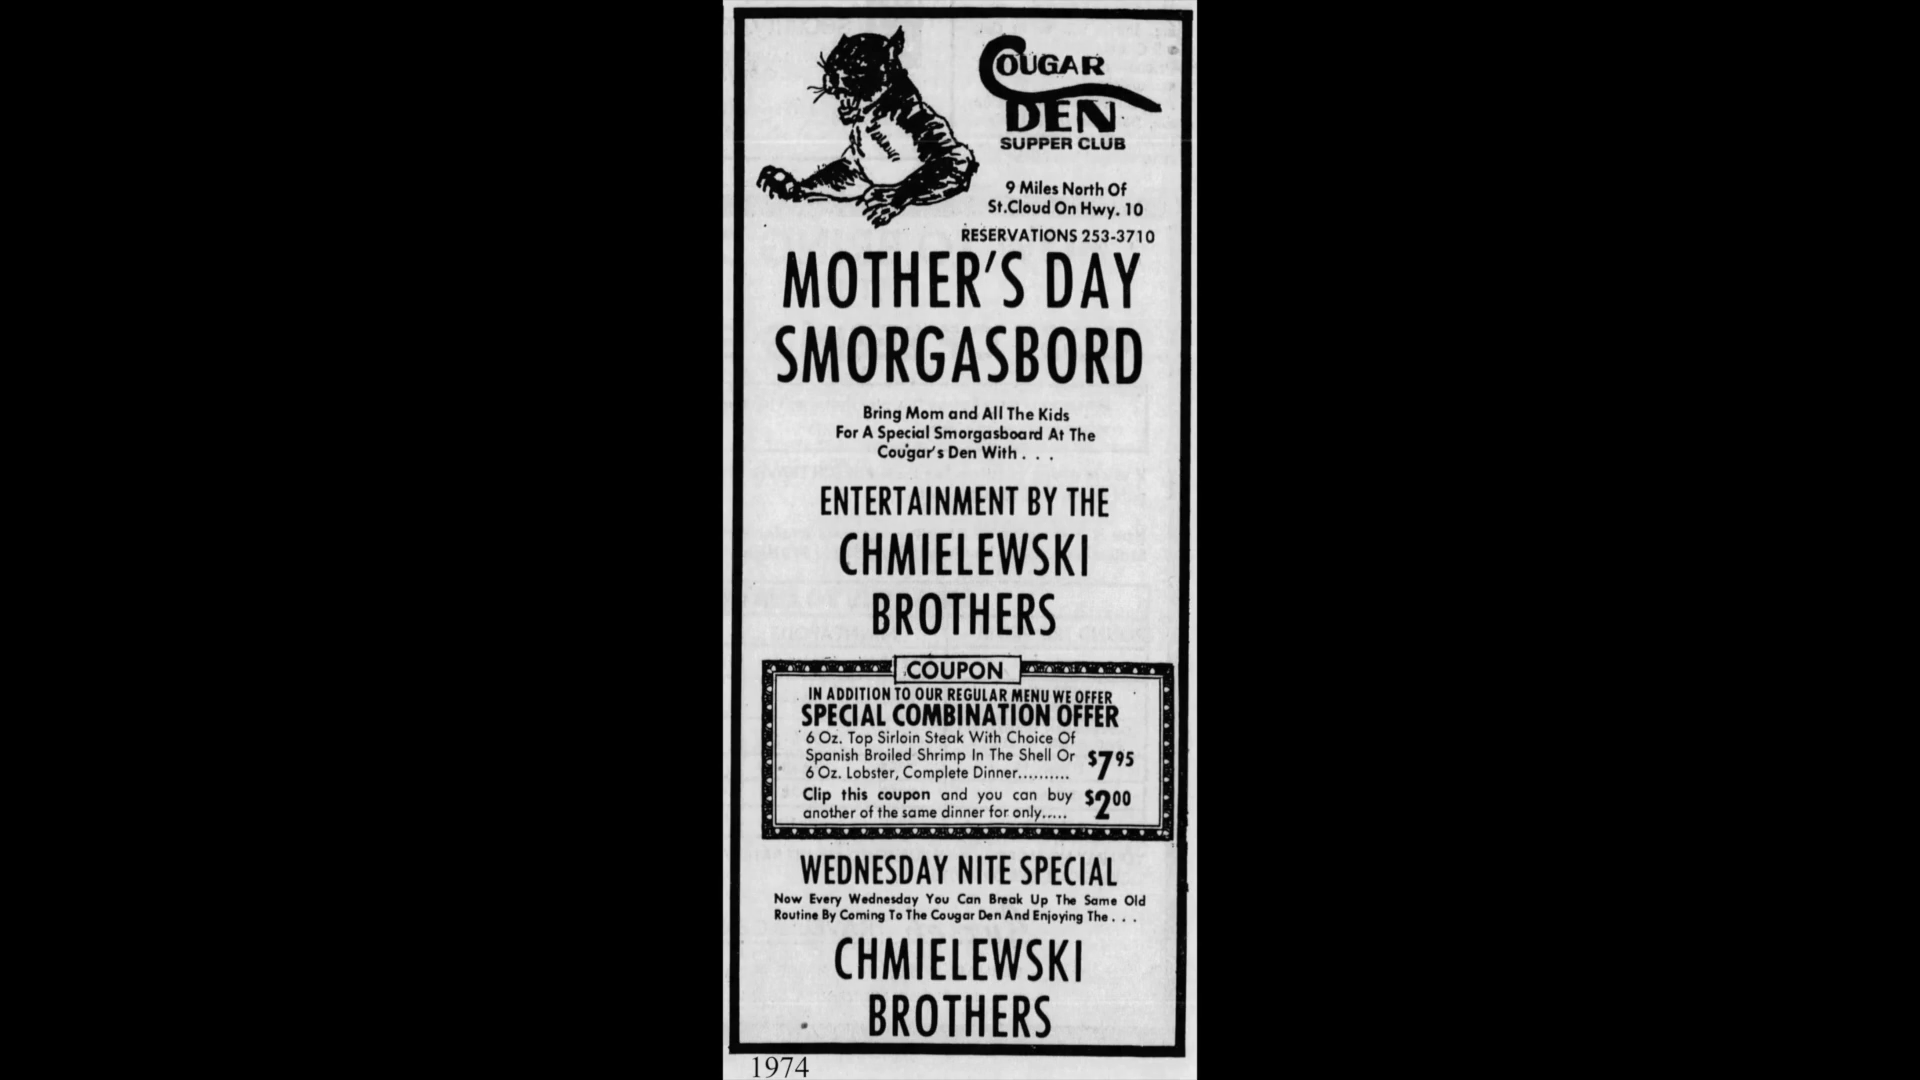 COUGAR
DEN
SUPPER CLUB
9 Miles North Of
St.Cloud On Hwy. 10
RESERVATIONS 253-3710
MOTHER'S DAY
SMORGASBORD
Bring Mom and All The Kids
For A Special Smorgasboard At The
Cougar's Den With . . .
ENTERTAINMENT BY THE
CHMIELEWSKI
BROTHERS
COUPON
IN ADDITION TO OUR REGULAR MENU WE OFFER
SPECIAL COMBINATION OFFER
6 Oz. Top Sirloin Steak With Choice Of
Spanish Broiled Shrimp In The Shell Or
6 Oz. Lobster, Complete Dinner.......... $7.95
Clip this coupon and you can buy
another of the same dinner for only..... $2.00
WEDNESDAY NITE SPECIAL
Now Every Wednesday You Can Break Up The Same Old
Routine By Coming To The Cougar Den And Enjoying The . . .
CHMIELEWSKI
BROTHERS
1974